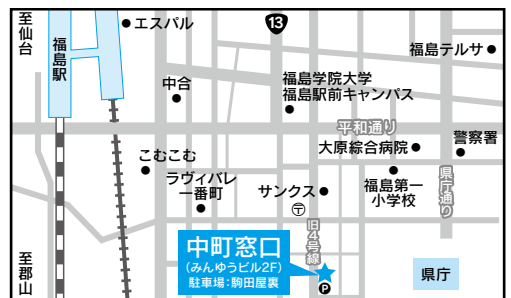 至仙台
福島駅
エスパル
13
福島テルサ
中合
福島学院大学
福島駅前キャンパス
平和通り
大原綜合病院
警察署
こむこむ
ラヴィバレ
一番町
サンクス
〒
旧4号線
福島第一
小学校
県庁通り
中町窓口
(みんゆうビル2F)
駐車場:駒田屋裏
P
県庁
至郡山